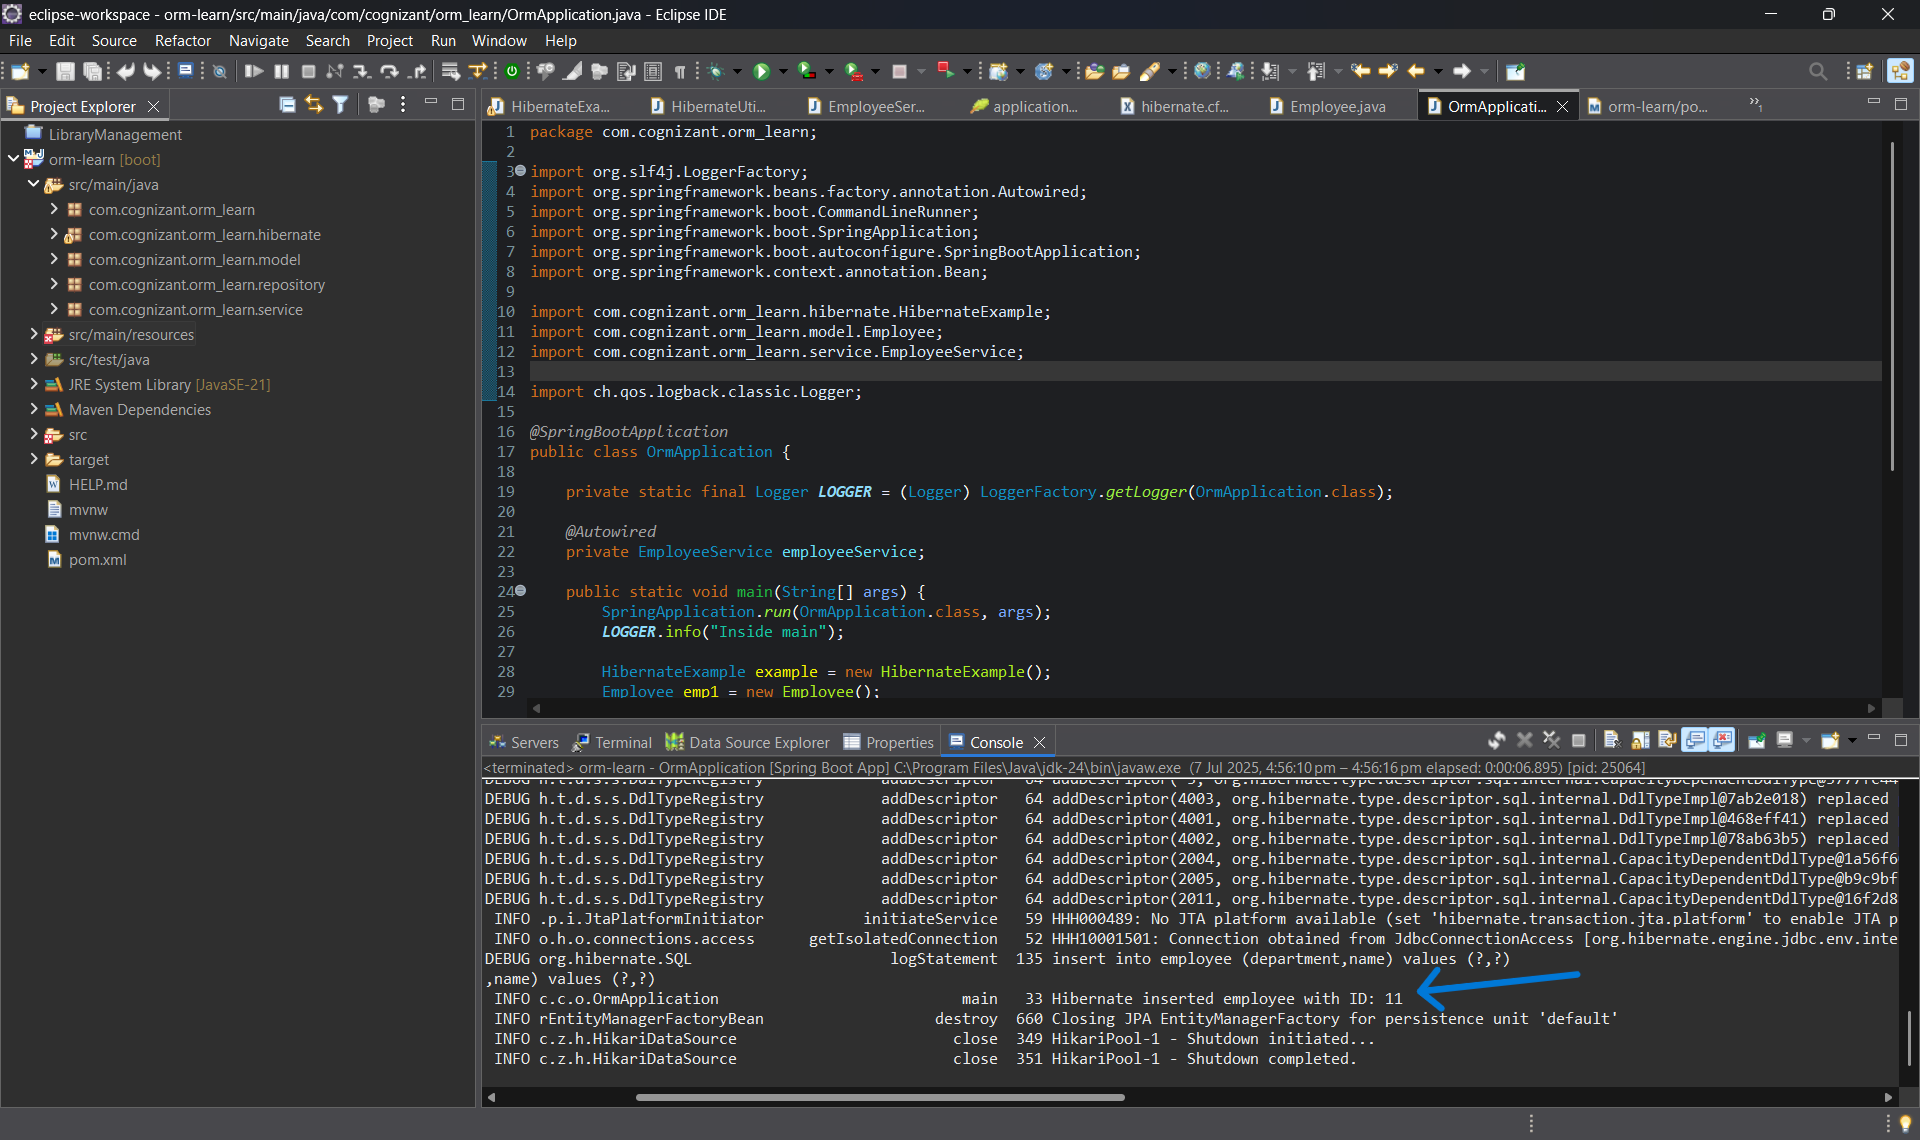 eclipse-workspace - orm-learn/src/main/java/com/cognizant/orm_learn/OrmApplication.java - Eclipse IDE
File Edit Source Refactor Navigate Search Project Run Window Help
Project Explorer
HibernateExa... HibernateUti... EmployeeSer... application... hibernate.cf... Employee.java OrmApplicati... orm-learn/po... »1
LibraryManagement
orm-learn [boot]
src/main/java
com.cognizant.orm_learn
com.cognizant.orm_learn.hibernate
com.cognizant.orm_learn.model
com.cognizant.orm_learn.repository
com.cognizant.orm_learn.service
src/main/resources
src/test/java
JRE System Library [JavaSE-21]
Maven Dependencies
src
target
HELP.md
mvnw
mvnw.cmd
pom.xml
1 package com.cognizant.orm_learn;
2
3 import org.slf4j.LoggerFactory;
4 import org.springframework.beans.factory.annotation.Autowired;
5 import org.springframework.boot.CommandLineRunner;
6 import org.springframework.boot.SpringApplication;
7 import org.springframework.boot.autoconfigure.SpringBootApplication;
8 import org.springframework.context.annotation.Bean;
9
10 import com.cognizant.orm_learn.hibernate.HibernateExample;
11 import com.cognizant.orm_learn.model.Employee;
12 import com.cognizant.orm_learn.service.EmployeeService;
13
14 import ch.qos.logback.classic.Logger;
15
16 @SpringBootApplication
17 public class OrmApplication {
18
19 private static final Logger LOGGER = (Logger) LoggerFactory.getLogger(OrmApplication.class);
20
21 @Autowired
22 private EmployeeService employeeService;
23
24 public static void main(String[] args) {
25 SpringApplication.run(OrmApplication.class, args);
26 LOGGER.info("Inside main");
27
28 HibernateExample example = new HibernateExample();
29 Employee emp1 = new Employee();
Servers Terminal Data Source Explorer Properties Console
<terminated> orm-learn - OrmApplication [Spring Boot App] C:\Program Files\Java\jdk-24\bin\javaw.exe (7 Jul 2025, 4:56:10 pm – 4:56:16 pm elapsed: 0:00:06.895) [pid: 25064]
DEBUG h.t.d.s.s.DdlTypeRegistry addDescriptor 64 addDescriptor(4003, org.hibernate.type.descriptor.sql.internal.DdlTypeImpl@7ab2e018) replaced
DEBUG h.t.d.s.s.DdlTypeRegistry addDescriptor 64 addDescriptor(4001, org.hibernate.type.descriptor.sql.internal.DdlTypeImpl@468eff41) replaced
DEBUG h.t.d.s.s.DdlTypeRegistry addDescriptor 64 addDescriptor(4002, org.hibernate.type.descriptor.sql.internal.DdlTypeImpl@78ab63b5) replaced
DEBUG h.t.d.s.s.DdlTypeRegistry addDescriptor 64 addDescriptor(2004, org.hibernate.type.descriptor.sql.internal.CapacityDependentDdlType@1a56f6
DEBUG h.t.d.s.s.DdlTypeRegistry addDescriptor 64 addDescriptor(2005, org.hibernate.type.descriptor.sql.internal.CapacityDependentDdlType@b9c9bf
DEBUG h.t.d.s.s.DdlTypeRegistry addDescriptor 64 addDescriptor(2011, org.hibernate.type.descriptor.sql.internal.CapacityDependentDdlType@16f2d8
INFO .p.i.JtaPlatformInitiator initiateService 59 HHH000489: No JTA platform available (set 'hibernate.transaction.jta.platform' to enable JTA p
INFO o.h.o.connections.access getIsolatedConnection 52 HHH10001501: Connection obtained from JdbcConnectionAccess [org.hibernate.engine.jdbc.env.inte
DEBUG org.hibernate.SQL logStatement 135 insert into employee (department,name) values (?,?)
,name) values (?,?)
INFO c.c.o.OrmApplication main 33 Hibernate inserted employee with ID: 11
INFO rEntityManagerFactoryBean destroy 660 Closing JPA EntityManagerFactory for persistence unit 'default'
INFO c.z.h.HikariDataSource close 349 HikariPool-1 - Shutdown initiated...
INFO c.z.h.HikariDataSource close 351 HikariPool-1 - Shutdown completed.